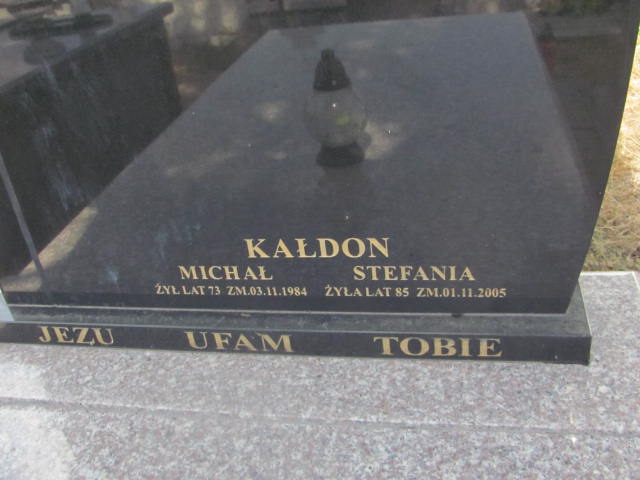 KAŁDON
MICHAŁ STEFANIA
ŻYŁ LAT 73 ZM.03.11.1984 ŻYŁA LAT 85 ZM.01.11.2005
JEZU UFAM TOBIE